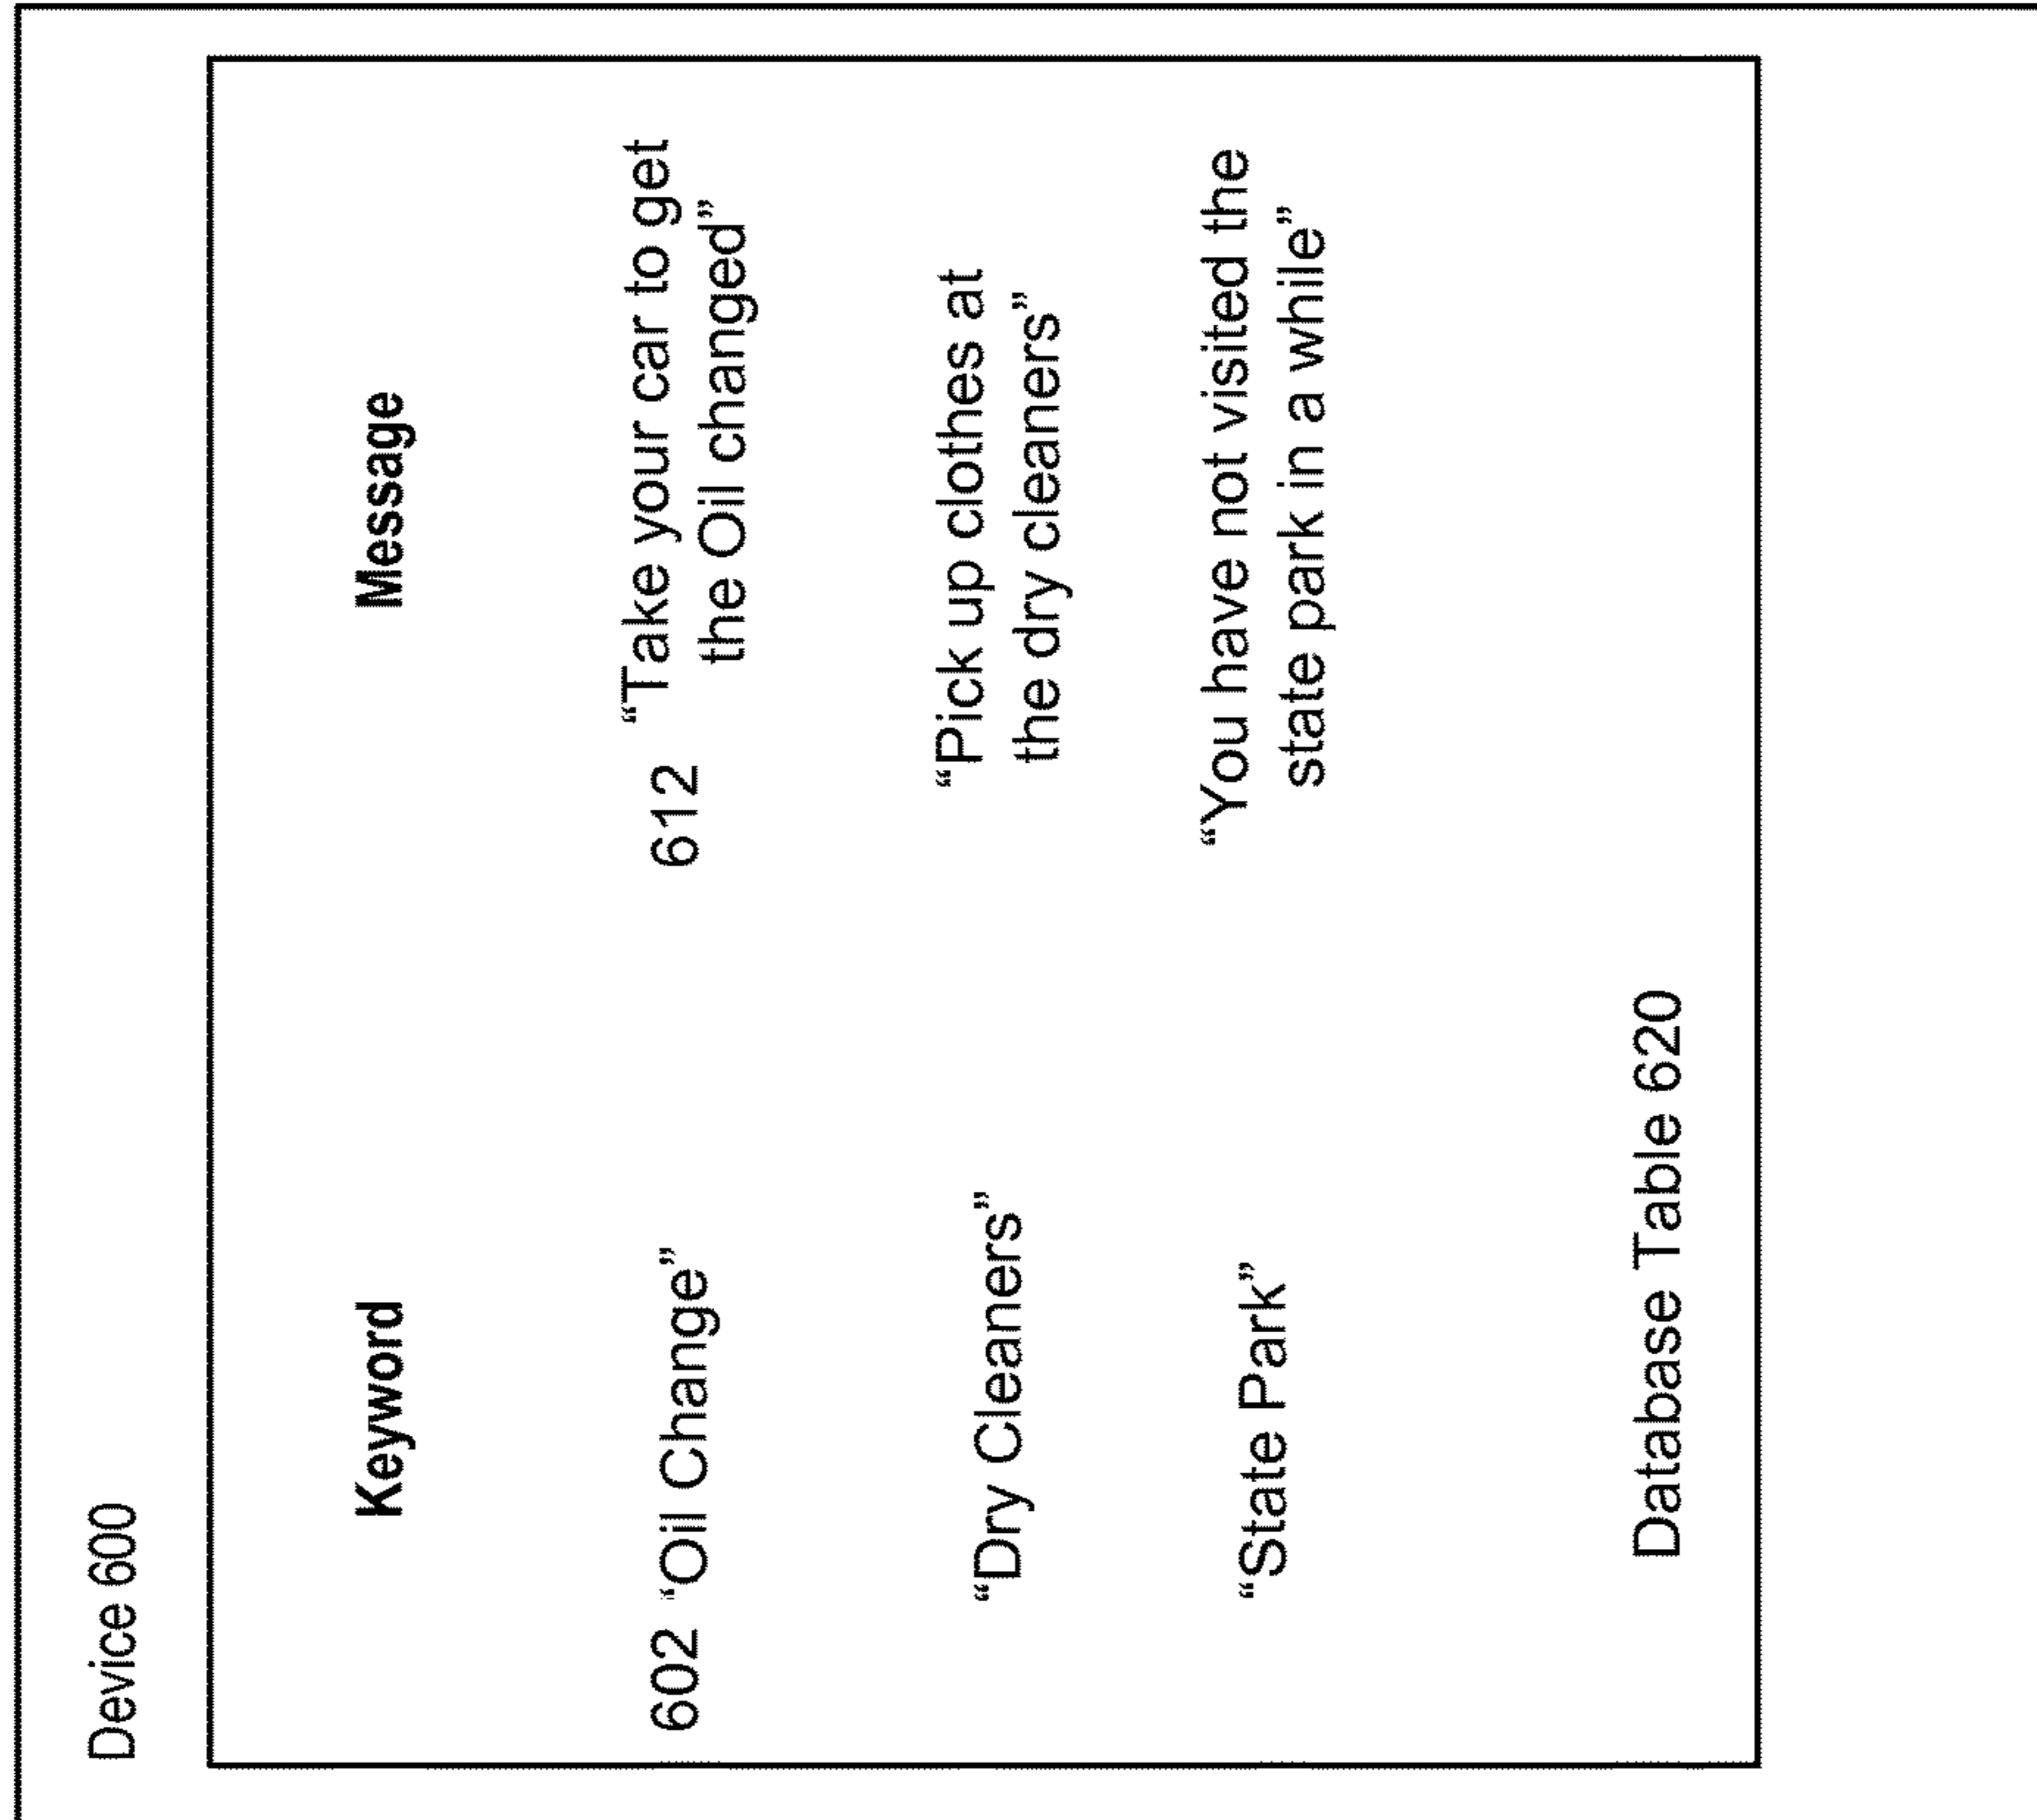 Device 600
Keyword Message
602 “Oil Change” 612 “Take your car to get
the Oil changed”
“Dry Cleaners” “Pick up clothes at
the dry cleaners”
“State Park” “You have not visited the
state park in a while”
Database Table 620